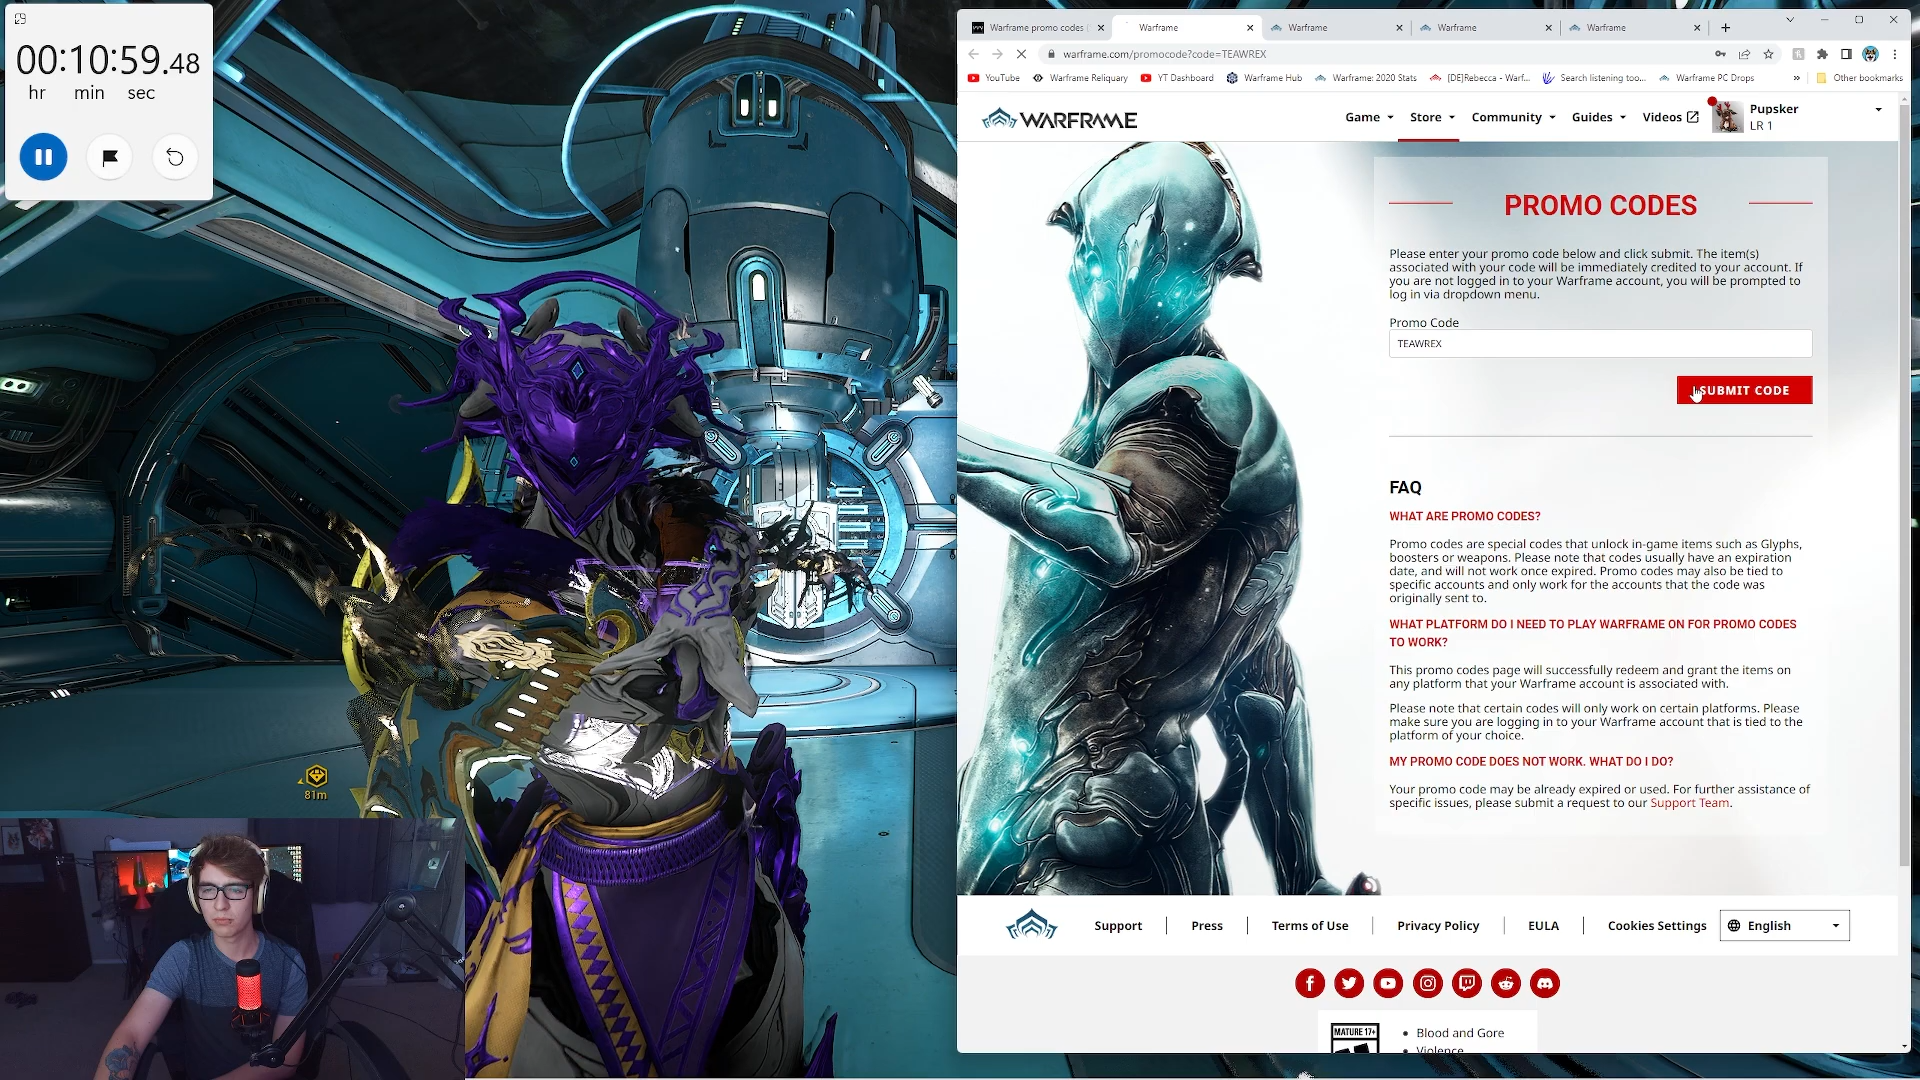 00:10:59.48
hr min sec
Warframe promo codes
Warframe
Warframe
Warframe
Warframe
warframe.com/promocode?code=TEAWREX
YouTube
Warframe Reliquary
YT Dashboard
Warframe Hub
Warframe: 2020 Stats
[DE]Rebecca - Warf...
Search listening too...
Warframe PC Drops
»
Other bookmarks
WARFRAME
Game
Store
Community
Guides
Videos
Pupsker
LR 1
PROMO CODES
Please enter your promo code below and click submit. The item(s)
associated with your code will be immediately credited to your account. If
you are not logged in to your Warframe account, you will be prompted to
log in via dropdown menu.
Promo Code
TEAWREX
SUBMIT CODE
FAQ
WHAT ARE PROMO CODES?
Promo codes are special codes that unlock in-game items such as Glyphs,
boosters or weapons. Please note that codes usually have an expiration
date, and will not work once expired. Promo codes may also be tied to
specific accounts and only work for the accounts that the code was
originally sent to.
WHAT PLATFORM DO I NEED TO PLAY WARFRAME ON FOR PROMO CODES
TO WORK?
This promo codes page will successfully redeem and grant the items on
any platform that your Warframe account is associated with.
Please note that certain codes will only work on certain platforms. Please
make sure you are logging in to your Warframe account that is tied to the
platform of your choice.
MY PROMO CODE DOES NOT WORK. WHAT DO I DO?
Your promo code may be already expired or used. For further assistance of
specific issues, please submit a request to our Support Team.
81m
Support
Press
Terms of Use
Privacy Policy
EULA
Cookies Settings
English
MATURE 17+
• Blood and Gore
• Violence